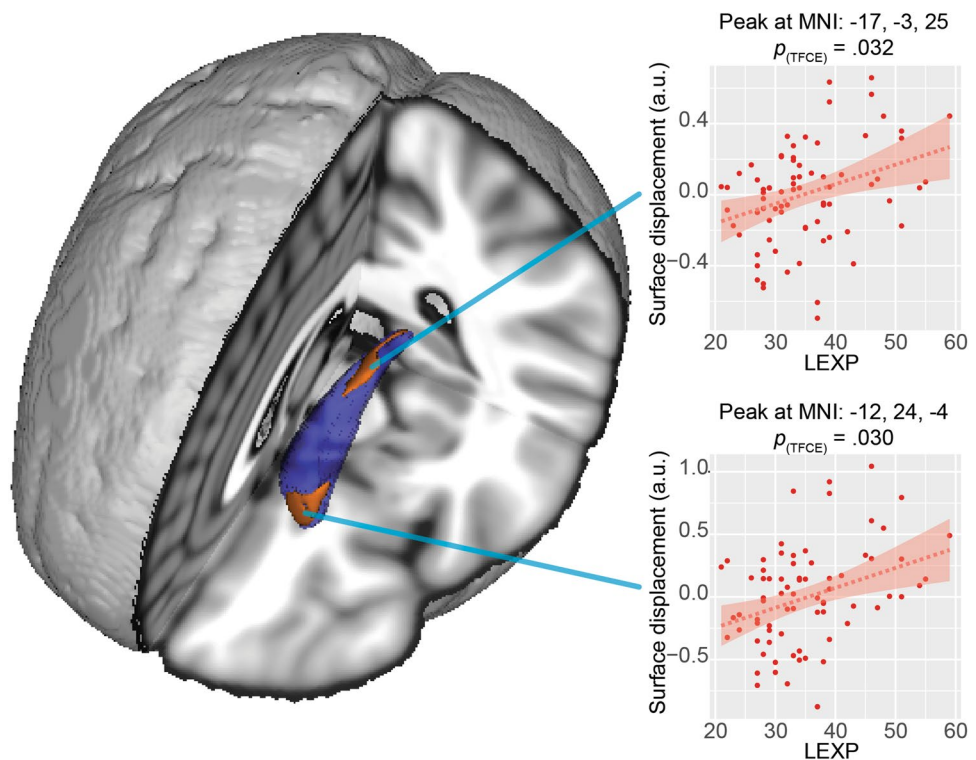 Peak at MNI: -17, -3, 25
p(TFCE) = .032
Surface displacement (a.u.)
0.4
0.0
−0.4
20 30 40 50 60
LEXP
Peak at MNI: -12, 24, -4
p(TFCE) = .030
Surface displacement (a.u.)
1.0
0.5
0.0
−0.5
20 30 40 50 60
LEXP